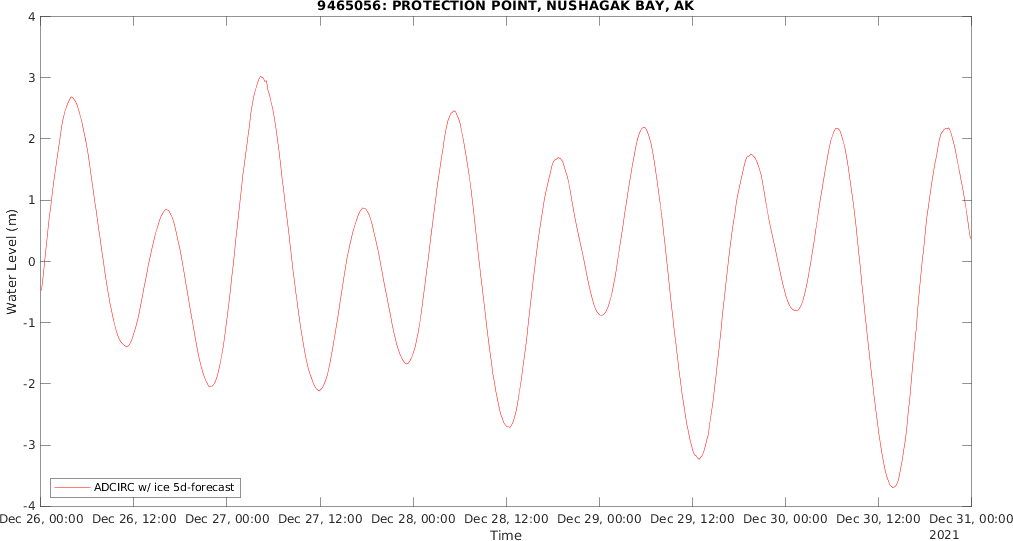 9465056: PROTECTION POINT, NUSHAGAK BAY, AK
Water Level (m)
4
3
2
1
0
-1
-2
-3
-4
ADCIRC w/ ice 5d-forecast
Dec 26, 00:00 Dec 26, 12:00 Dec 27, 00:00 Dec 27, 12:00 Dec 28, 00:00 Dec 28, 12:00 Dec 29, 00:00 Dec 29, 12:00 Dec 30, 00:00 Dec 30, 12:00 Dec 31, 00:00
Time
2021